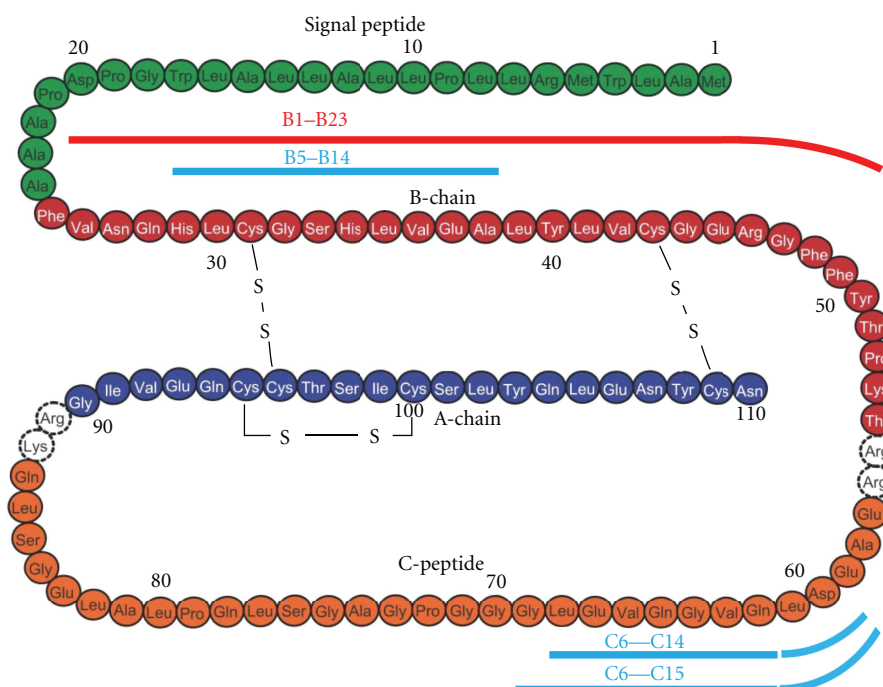 Signal peptide
20 10 1
Asp Pro Gly Trp Leu Ala Leu Leu Ala Leu Leu Pro Leu Leu Arg Met Trp Leu Ala Met
Pro
Ala
Ala
Ala
B1–B23
B5–B14
B-chain
Phe Val Asn Gln His Leu Cys Gly Ser His Leu Val Glu Ala Leu Tyr Leu Val Cys Gly Glu Arg Gly Phe Phe Tyr Thr Pro Lys Th
30 40 50
S S
S S
Arg
Arg
Gly Ile Val Glu Gln Cys Cys Thr Ser Ile Cys Ser Leu Tyr Gln Leu Glu Asn Tyr Cys Asn
90 100 A-chain 110
S S
Arg
Lys
Gln
Leu
Ser
Gly
Glu
C-peptide
80 70 60
Leu Ala Leu Pro Gln Leu Ser Gly Ala Gly Pro Gly Gly Gly Leu Glu Val Gln Gly Val Gln Leu Asp Glu Ala Glu
C6—C14
C6—C15